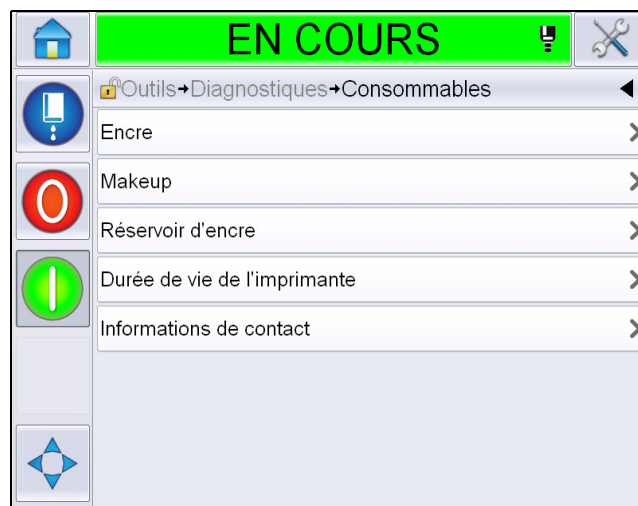 EN COURS
Outils→Diagnostiques→Consommables
Encre
Makeup
Réservoir d'encre
Durée de vie de l'imprimante
Informations de contact